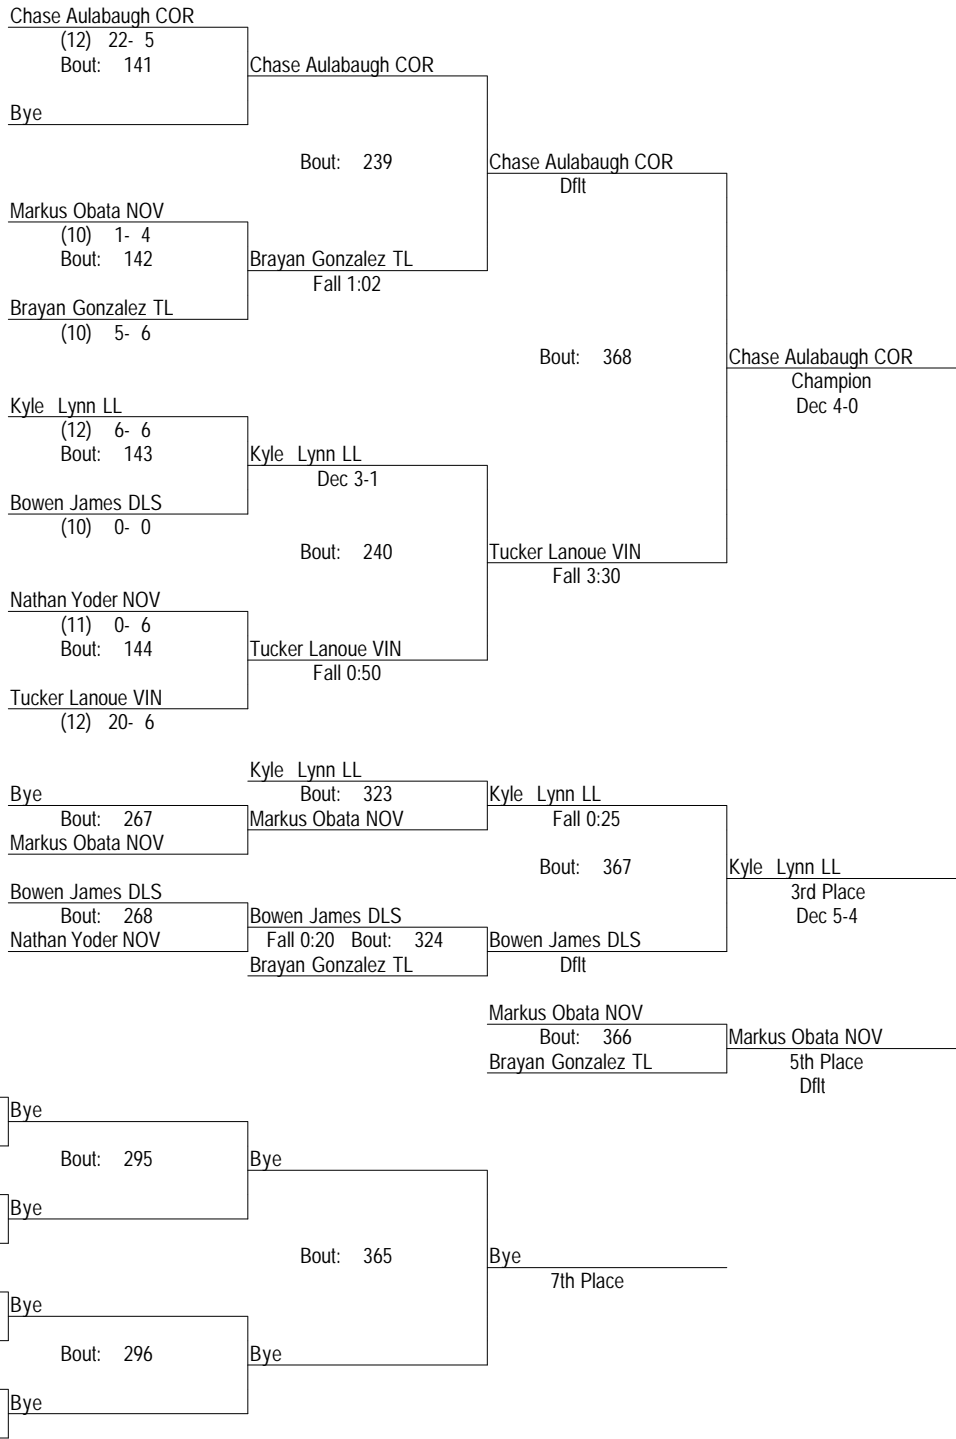 Chase Aulabaugh COR
(12) 22- 5
Bout: 141
Chase Aulabaugh COR
Bye
Bout: 239
Chase Aulabaugh COR
Dflt
Markus Obata NOV
(10) 1- 4
Bout: 142
Brayan Gonzalez TL
Fall 1:02
Brayan Gonzalez TL
(10) 5- 6
Bout: 368
Chase Aulabaugh COR
Champion
Dec 4-0
Kyle Lynn LL
(12) 6- 6
Bout: 143
Kyle Lynn LL
Dec 3-1
Bowen James DLS
(10) 0- 0
Bout: 240
Tucker Lanoue VIN
Fall 3:30
Nathan Yoder NOV
(11) 0- 6
Bout: 144
Tucker Lanoue VIN
Fall 0:50
Tucker Lanoue VIN
(12) 20- 6
Kyle Lynn LL
Bye
Bout: 323
Kyle Lynn LL
Bout: 267
Markus Obata NOV
Fall 0:25
Markus Obata NOV
Bout: 367
Kyle Lynn LL
3rd Place
Dec 5-4
Bowen James DLS
Bout: 268
Bowen James DLS
Nathan Yoder NOV
Fall 0:20 Bout: 324
Bowen James DLS
Brayan Gonzalez TL
Dflt
Markus Obata NOV
Bout: 366
Markus Obata NOV
Brayan Gonzalez TL
5th Place
Dflt
Bye
Bout: 295
Bye
Bye
Bout: 365
Bye
7th Place
Bye
Bout: 296
Bye
Bye